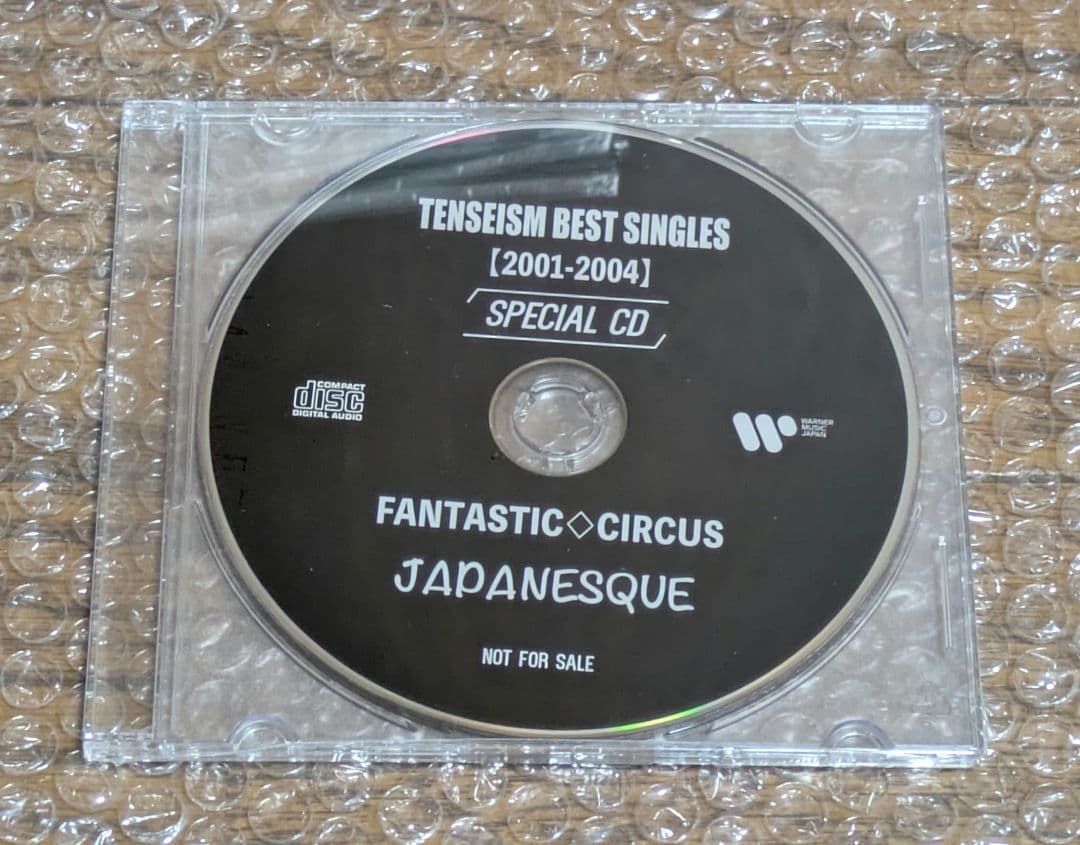 TENSEISM BEST SINGLES
【2001-2004】
SPECIAL CD
COMPACT
disc
DIGITAL AUDIO
WARNER
MUSIC
JAPAN
FANTASTIC◇CIRCUS
JAPANESQUE
NOT FOR SALE